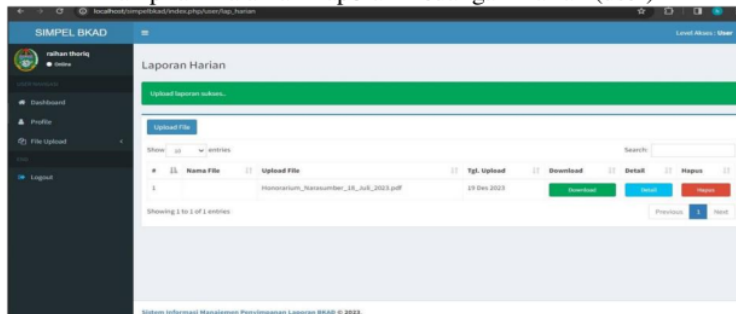 localhost/simpelbkad/index.php/user/lap_harian
SIMPEL BKAD
Level Akses : User
raihan thoriq
Online
Laporan Harian
Upload laporan sukses..
Dashboard
Profile
File Upload
Logout
Upload File
Show 10 entries
Search:
# Nama File Upload File Tgl. Upload Download Detail Hapus
1 Honorarium_Narasumber_18_Juli_2023.pdf 19 Des 2023 Download Detail Hapus
Showing 1 to 1 of 1 entries
Previous 1 Next
Sistem Informasi Manajemen Penyimpanan Laporan BKAD © 2023.